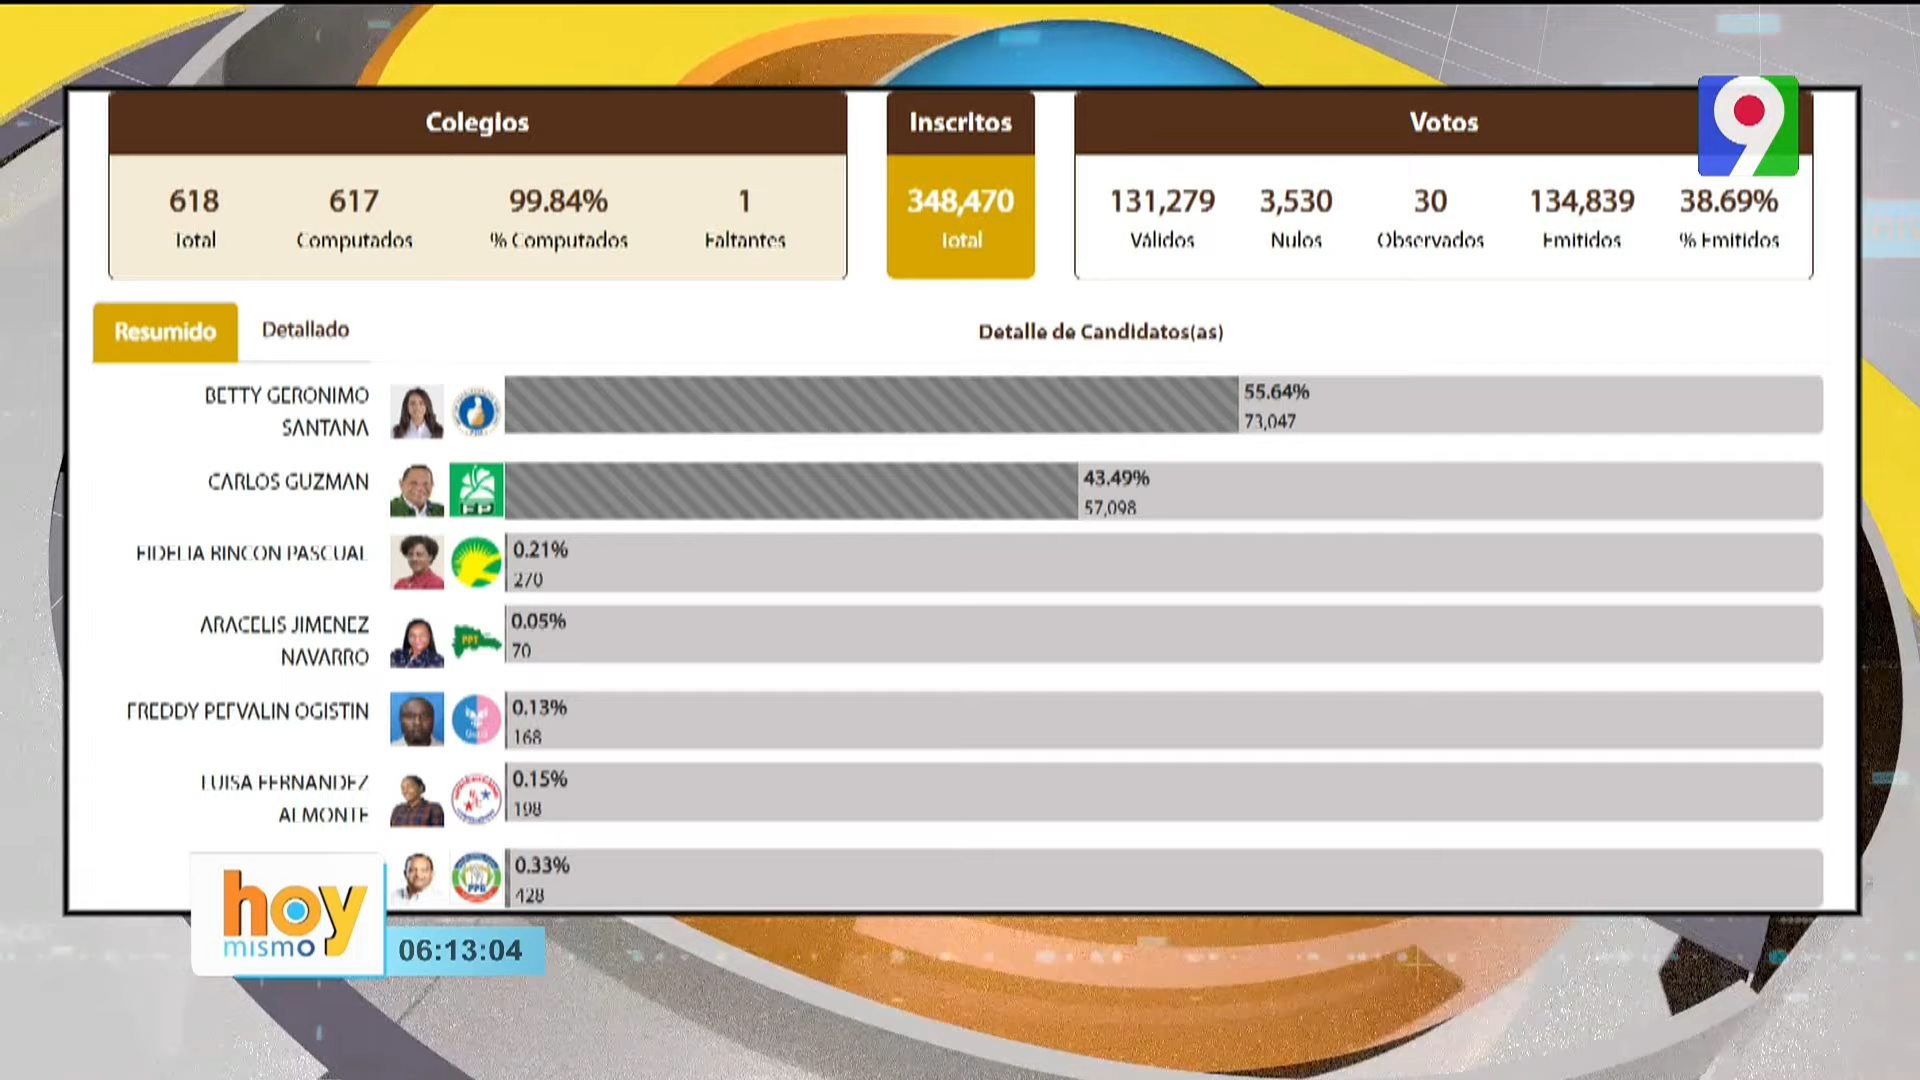 Colegios
Inscritos
Votos
9
618
617
99.84%
1
348,470
131,279
3,530
30
134,839
38.69%
Total
Computados
% Computados
Faltantes
Total
Válidos
Nulos
Observados
Emitidos
% Emitidos
Resumido
Detallado
Detalle de Candidatos(as)
BETTY GERONIMO
SANTANA
55.64%
73,047
CARLOS GUZMAN
FP
43.49%
57,098
FIDELIA RINCON PASCUAL
0.21%
270
ARACELIS JIMENEZ
NAVARRO
PPT
0.05%
70
FREDDY PEFVALIN OGISTIN
0.13%
168
LUISA FERNANDEZ
ALMONTE
0.15%
198
PPG
0.33%
428
hoy
mismo
06:13:04